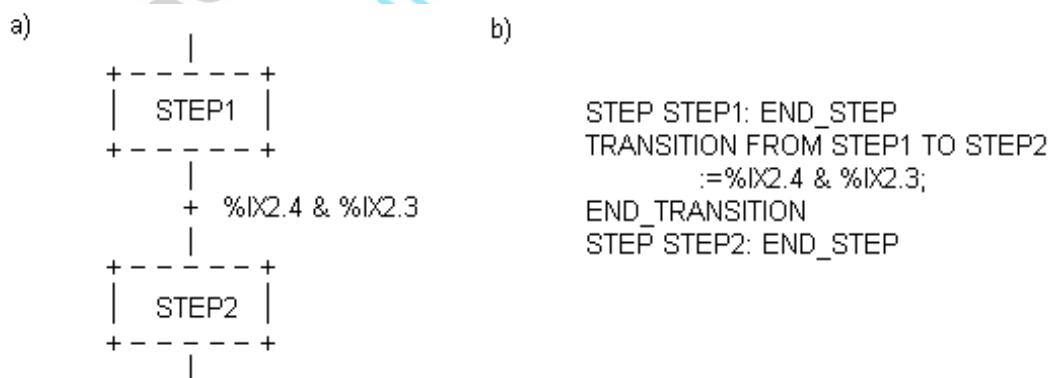 a)
STEP1
%IX2.4 & %IX2.3
STEP2
b)
STEP STEP1: END_STEP
TRANSITION FROM STEP1 TO STEP2
:=%IX2.4 & %IX2.3;
END_TRANSITION
STEP STEP2: END_STEP